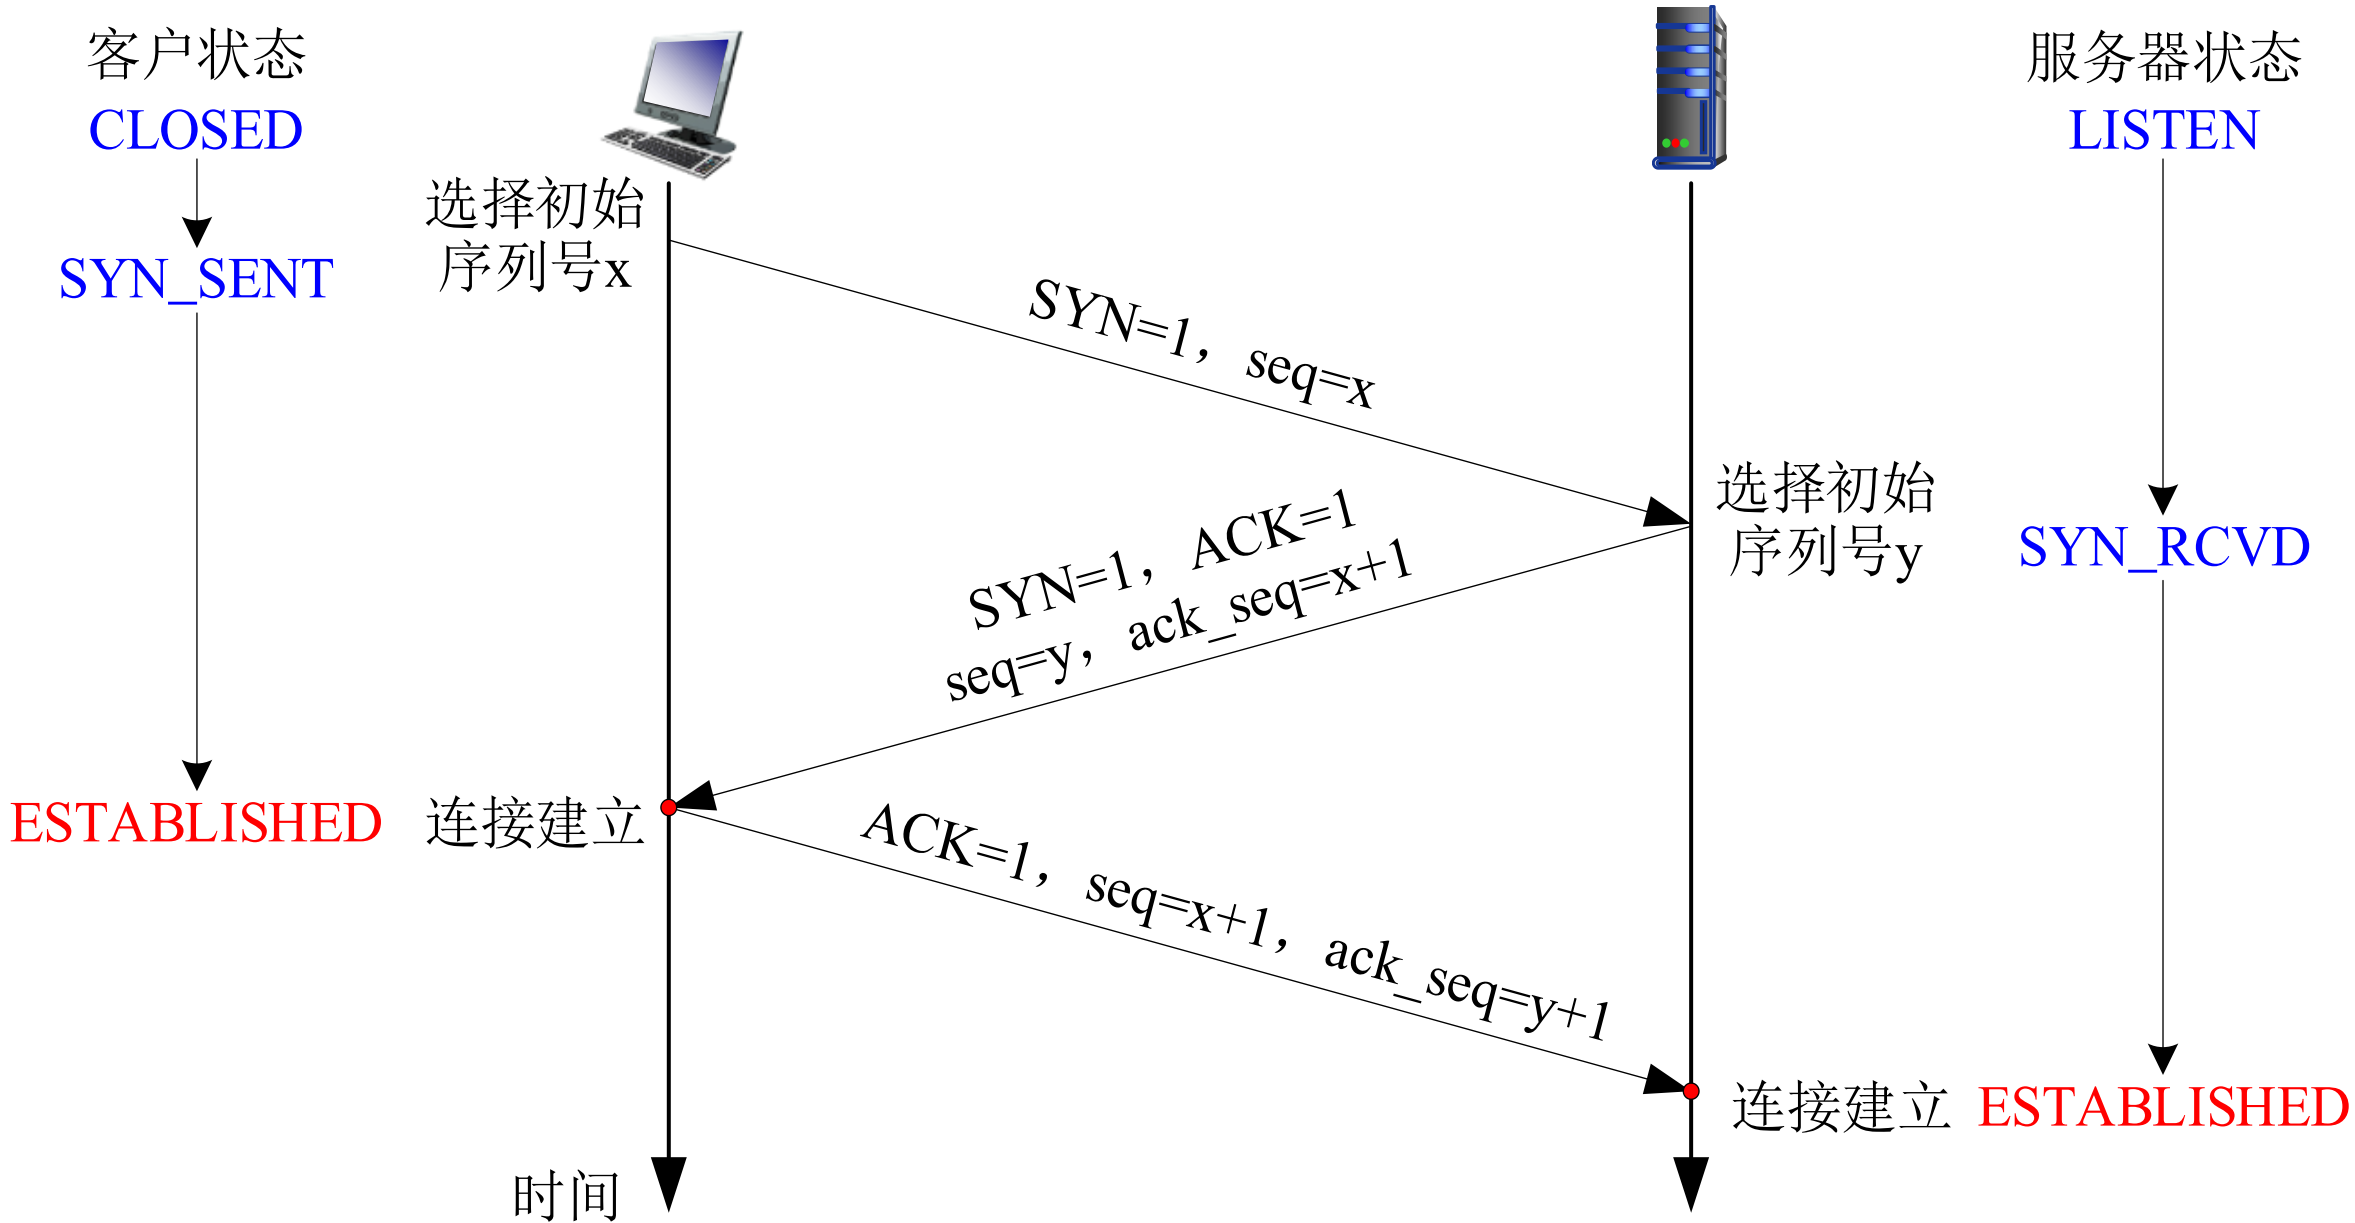 客户状态
CLOSED
SYN_SENT
ESTABLISHED
选择初始
序列号x
SYN=1，seq=x
SYN=1，ACK=1
seq=y，ack_seq=x+1
连接建立
ACK=1，seq=x+1，ack_seq=y+1
时间
选择初始
序列号y
连接建立
服务器状态
LISTEN
SYN_RCVD
ESTABLISHED